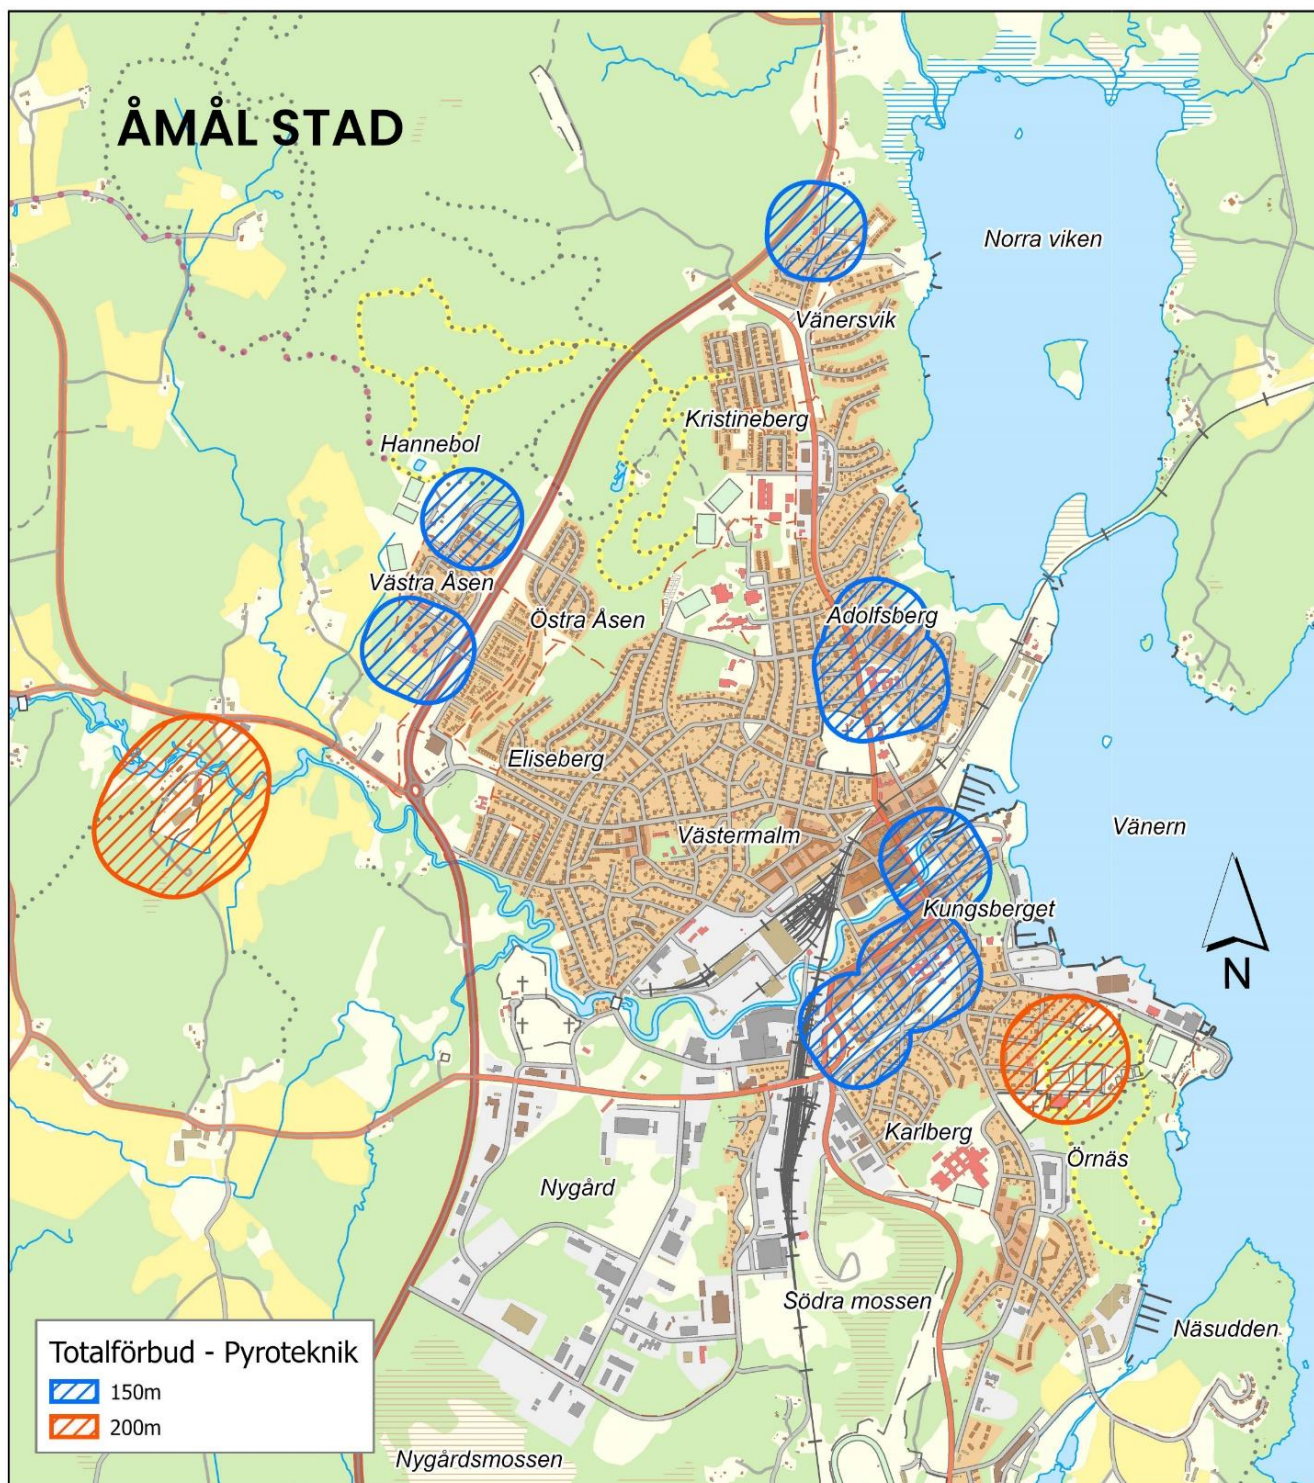 ÅMÅL STAD
Norra viken
Vänersvik
Kristineberg
Hannebol
Västra Åsen
Östra Åsen
Adolfsberg
Eliseberg
Västermalm
Vänern
Kungsberget
N
Karlberg
Örnäs
Nygård
Södra mossen
Näsudden
Totalförbud - Pyroteknik
150m
200m
Nygårdsmossen